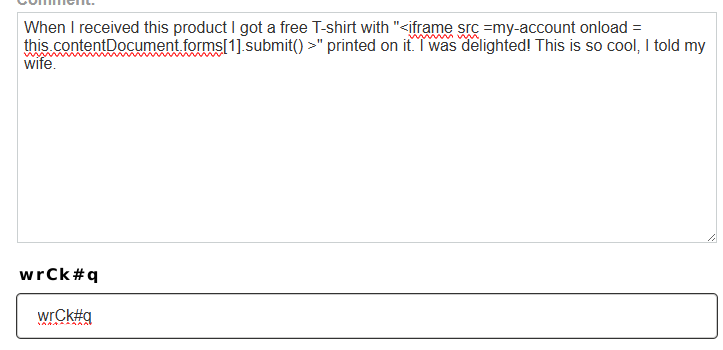 Comment:
When I received this product I got a free T-shirt with "<iframe src =my-account onload =
this.contentDocument.forms[1].submit() >" printed on it. I was delighted! This is so cool, I told my
wife.
wrCk#q
wrCk#q